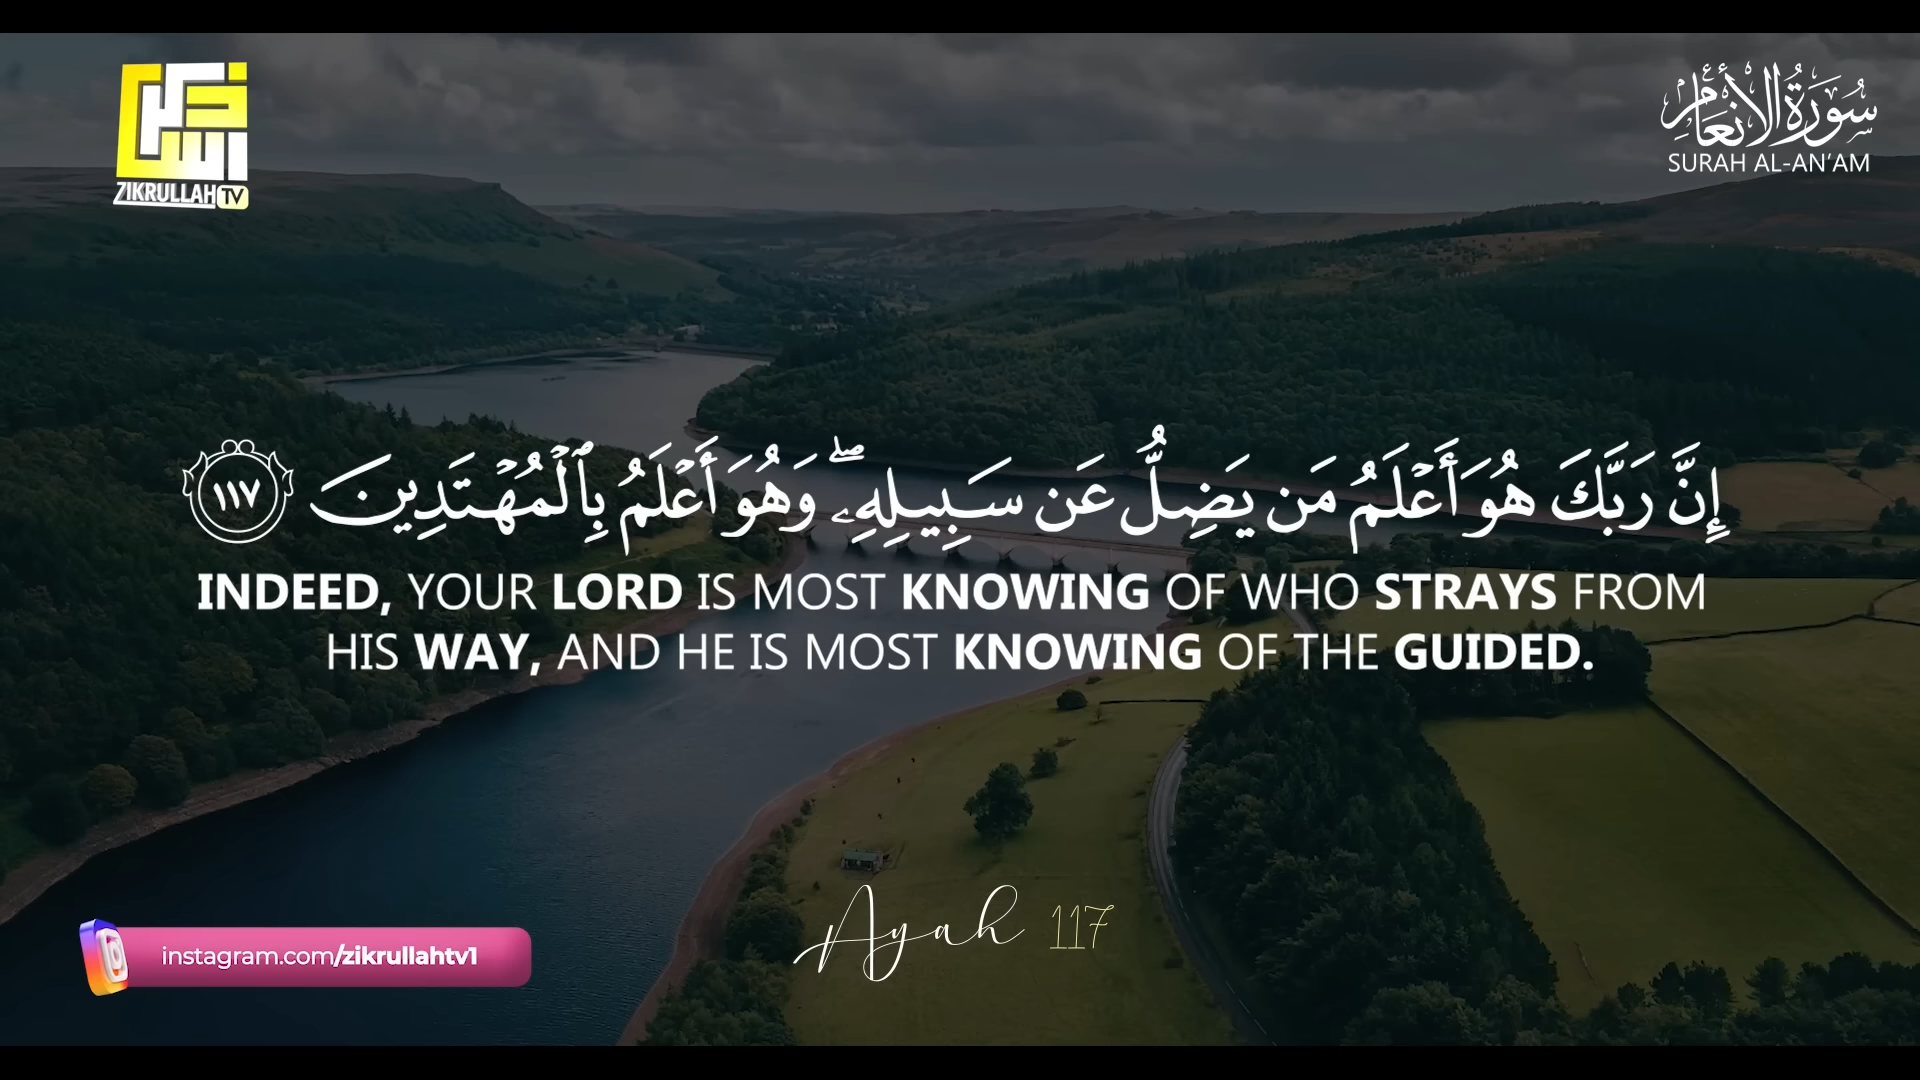 ZIKRULLAH TV
سُورَةُ الْأَنْعَامِ
SURAH AL-AN'AM
إِنَّ رَبَّكَ هُوَ أَعۡلَمُ مَن يَضِلُّ عَن سَبِيلِهِۦۖ وَهُوَ أَعۡلَمُ بِٱلۡمُهۡتَدِينَ ١١٧
INDEED, YOUR LORD IS MOST KNOWING OF WHO STRAYS FROM
HIS WAY, AND HE IS MOST KNOWING OF THE GUIDED.
Ayah 117
instagram.com/zikrullahtv1